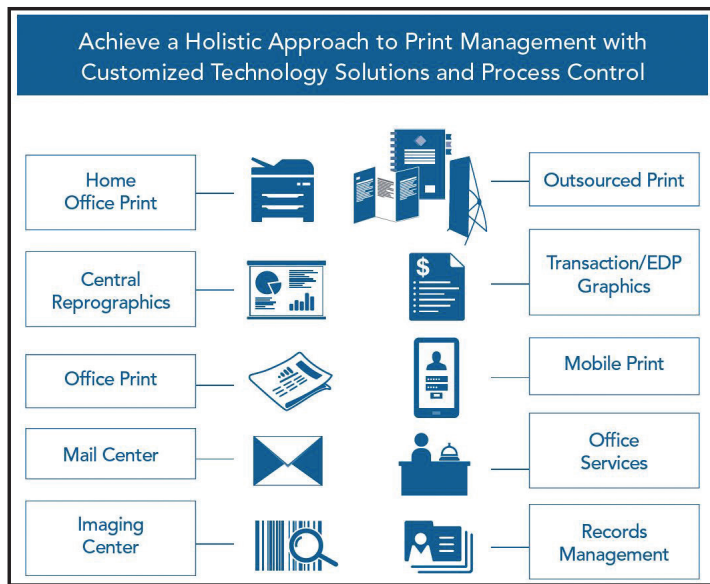 Achieve a Holistic Approach to Print Management with
Customized Technology Solutions and Process Control
Home
Office Print
Outsourced Print
Central
Reprographics
$
Transaction/EDP
Graphics
Office Print
Mobile Print
Mail Center
Office
Services
Imaging
Center
Records
Management